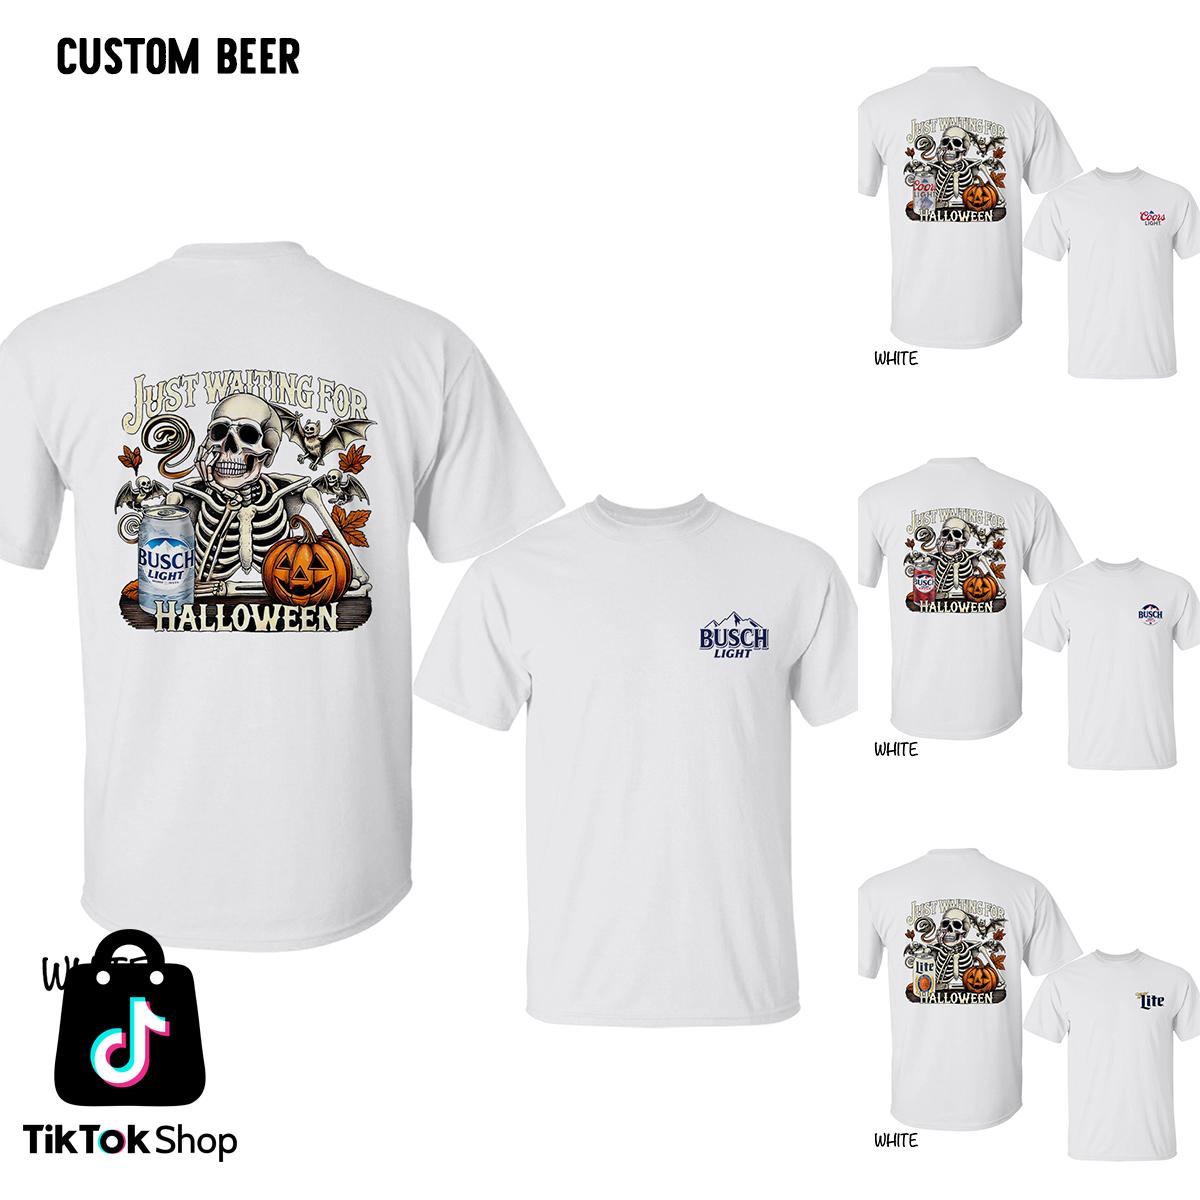 CUSTOM BEER
JUST WAITING FOR
BUSCH
LIGHT
HALLOWEEN
BUSCH
LIGHT
TikTok Shop
JUST WAITING FOR
Coors
LIGHT
HALLOWEEN
Coors
LIGHT
WHITE
JUST WAITING FOR
BUSCH
HALLOWEEN
BUSCH
WHITE
JUST WAITING FOR
Lite
HALLOWEEN
Lite
WHITE